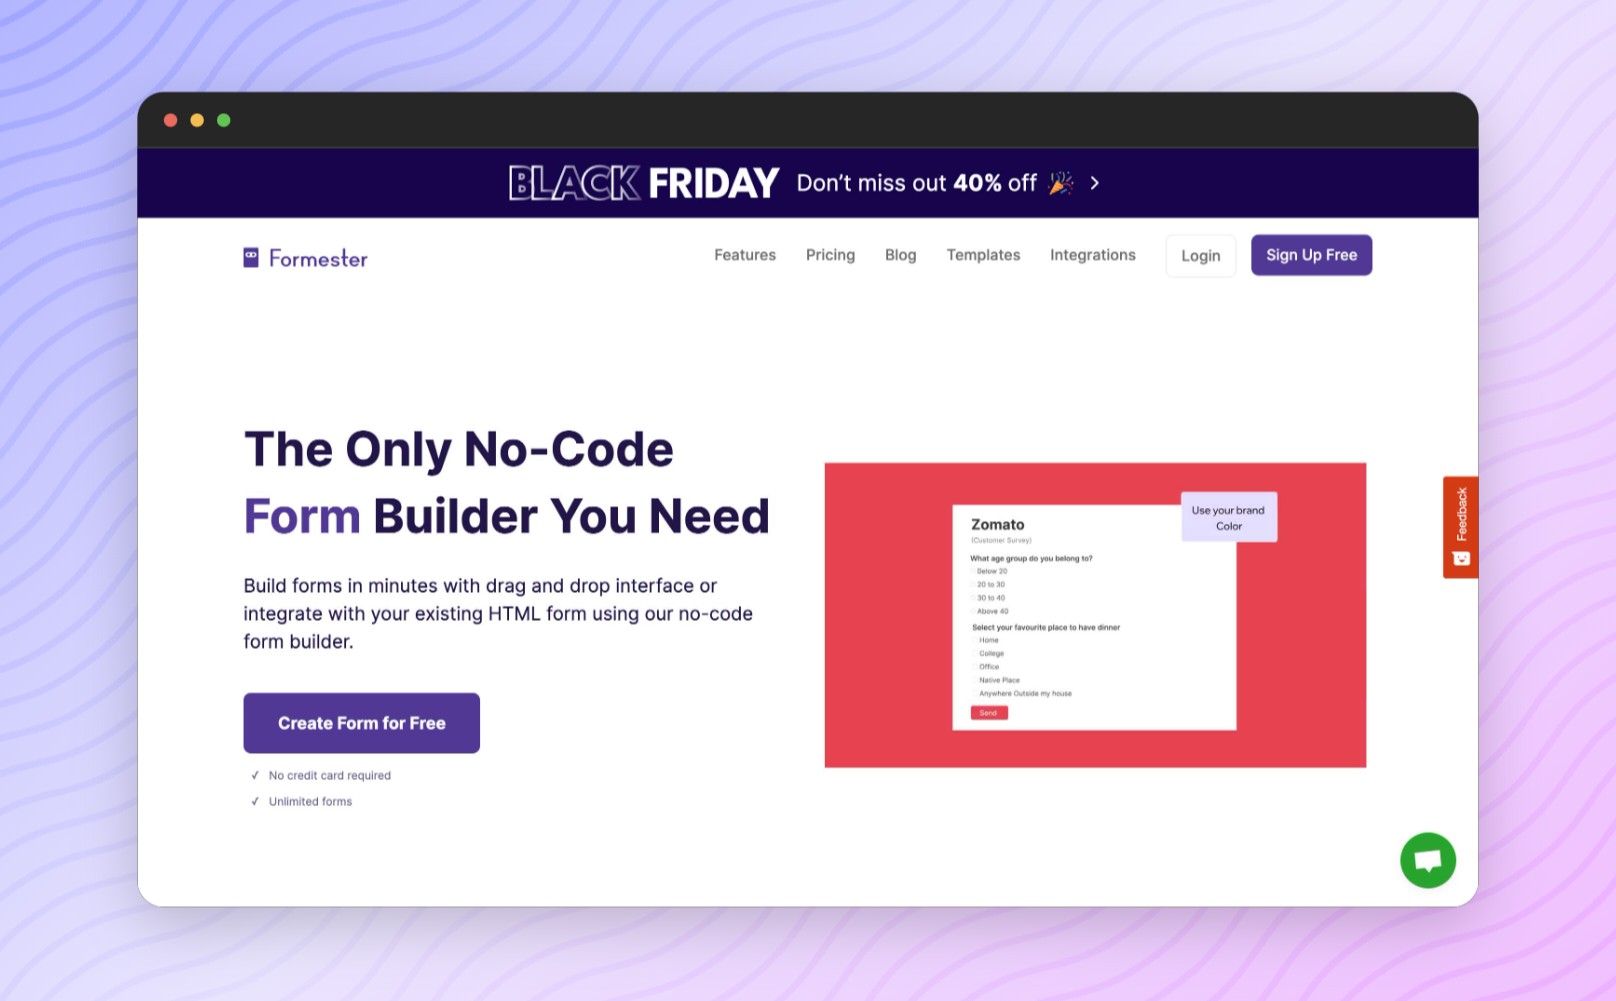 BLACK FRIDAY Don’t miss out 40% off
Formester
Features Pricing Blog Templates Integrations Login Sign Up Free
The Only No-Code
Form Builder You Need
Build forms in minutes with drag and drop interface or
integrate with your existing HTML form using our no-code
form builder.
Create Form for Free
✓ No credit card required
✓ Unlimited forms
Use your brand
Color
Zomato
(Customer Survey)
What age group do you belong to?
Below 20
20 to 30
30 to 40
Above 40
Select your favourite place to have dinner
Home
College
Office
Native Place
Anywhere Outside my house
Send
Feedback